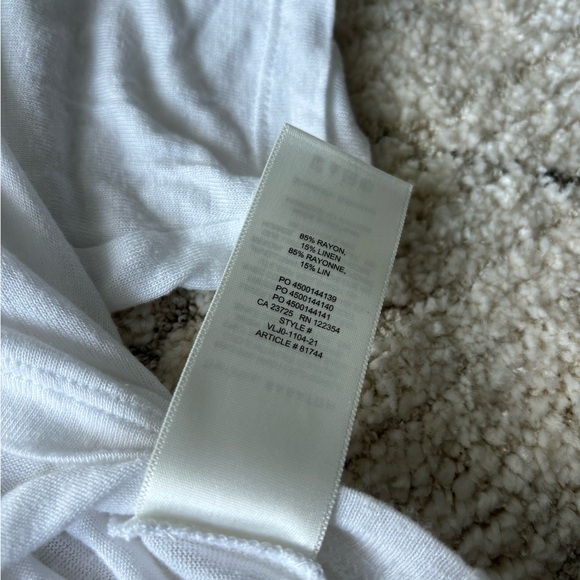 85% RAYON,
15% LINEN
85% RAYONNE,
15% LIN
PO 4500144139
PO 4500144140
PO 4500144141
CA 23725 RN 122354
STYLE #
VLJ0-1104-21
ARTICLE # 81744